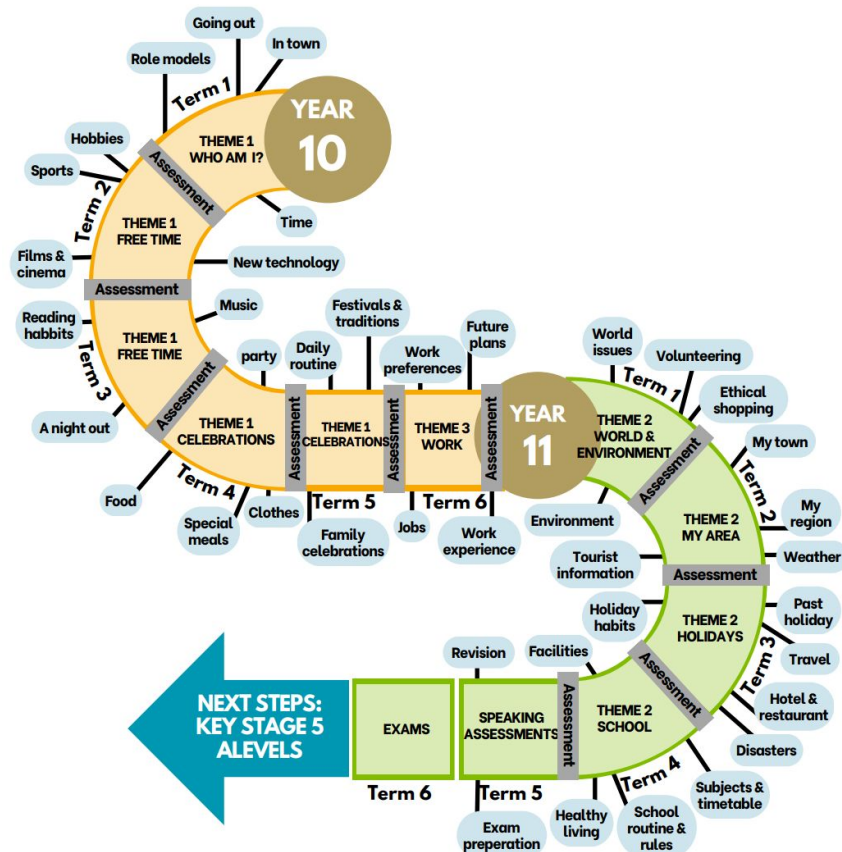 Going out
In town
Role models
Term 1
YEAR
10
THEME 1
WHO AM I?
Assessment
Time
Hobbies
Sports
Term 2
THEME 1
FREE TIME
Films &
cinema
New technology
Assessment
Reading
habbits
Music
THEME 1
FREE TIME
Term 3
A night out
Assessment
party
THEME 1
CELEBRATIONS
Food
Term 4
Special
meals
Clothes
Assessment
Daily
routine
Festivals &
traditions
THEME 1
CELEBRATIONS
Term 5
Family
celebrations
Assessment
Work
preferences
Future
plans
THEME 3
WORK
Term 6
Jobs
Work
experience
Assessment
YEAR
11
World
issues
Term 1
Volunteering
Ethical
shopping
THEME 2
WORLD &
ENVIRONMENT
Environment
Assessment
My town
Term 2
My
region
THEME 2
MY AREA
Tourist
information
Weather
Assessment
Holiday
habits
Past
holiday
THEME 2
HOLIDAYS
Travel
Term 3
Hotel &
restaurant
Disasters
Assessment
Facilities
THEME 2
SCHOOL
Term 4
Subjects &
timetable
School
routine &
rules
Healthy
living
Assessment
Revision
SPEAKING
ASSESSMENTS
Term 5
Exam
preperation
EXAMS
Term 6
NEXT STEPS:
KEY STAGE 5
ALEVELS